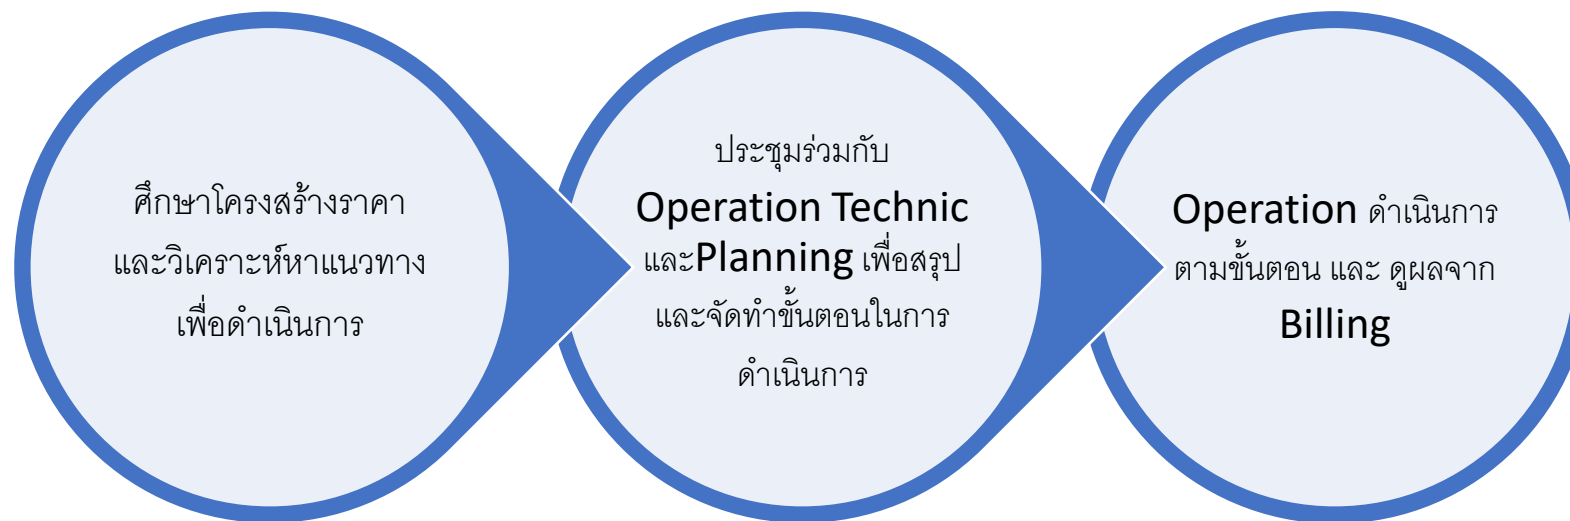 ศึกษาโครงสร้างราคา
และวิเคราะห์หาแนวทาง
เพื่อดำเนินการ
ประชุมร่วมกับ
Operation Technic
และPlanning เพื่อสรุป
และจัดทำขั้นตอนในการ
ดำเนินการ
Operation ดำเนินการ
ตามขั้นตอน และ ดูผลจาก
Billing